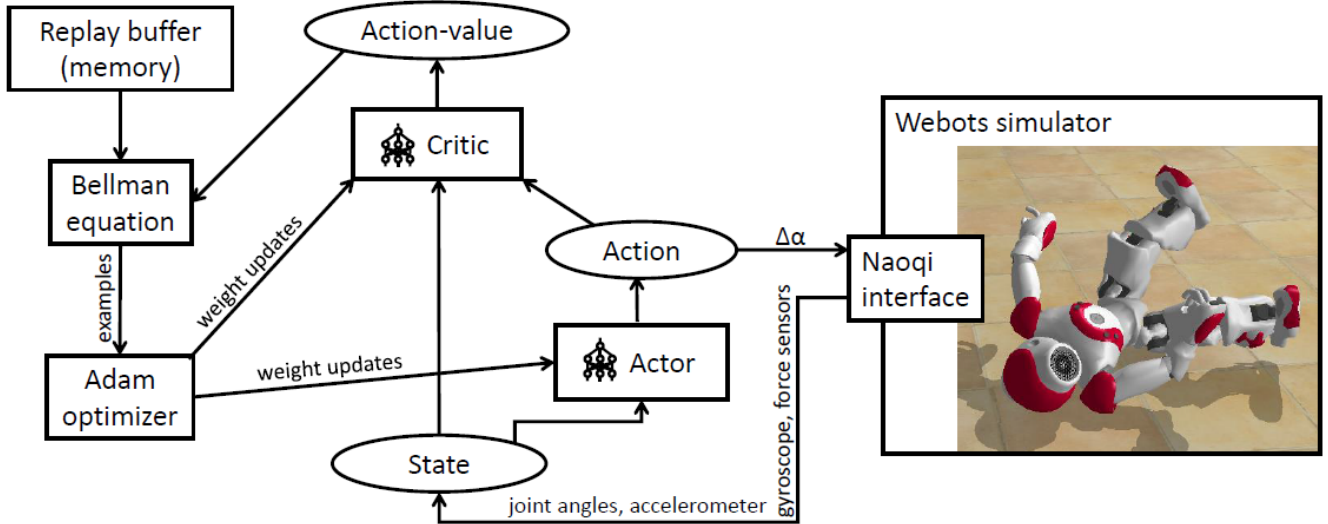 Replay buffer
(memory)
Action-value
Critic
Webots simulator
Bellman
equation
weight updates
Action
Δα
Naoqi
interface
examples
gyroscope, force sensors
Adam
optimizer
weight updates
Actor
State
joint angles, accelerometer